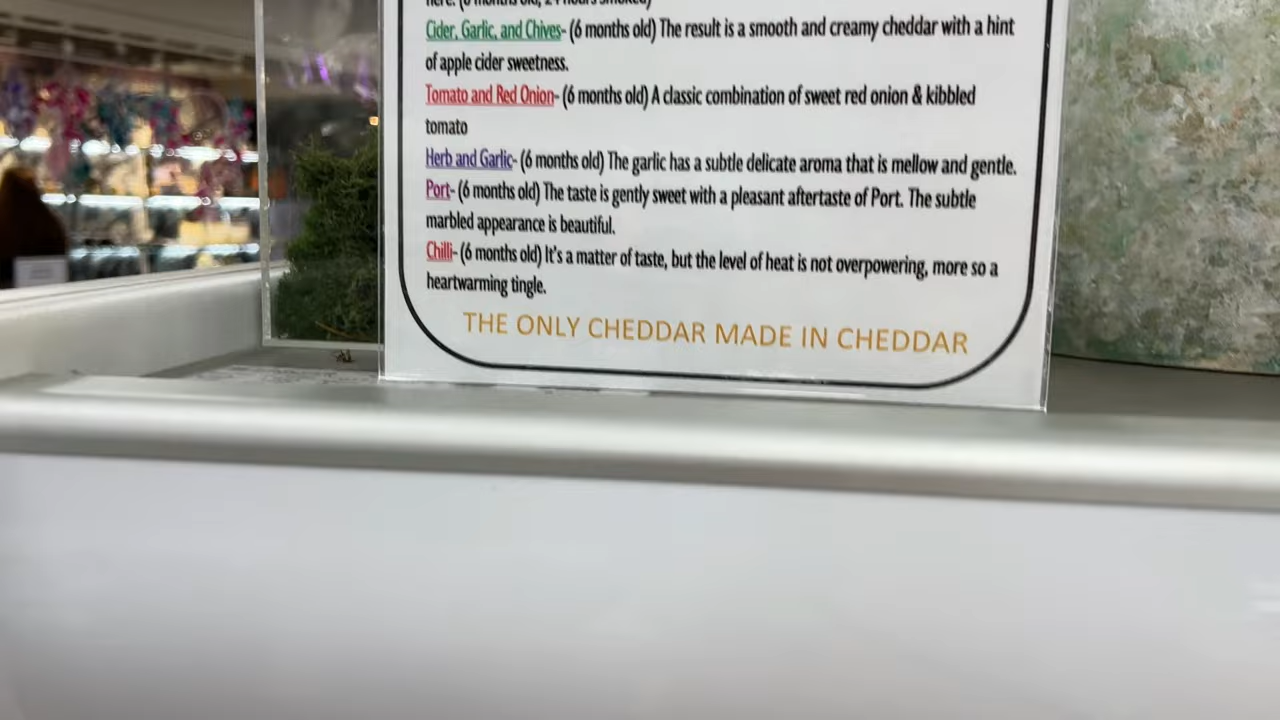 Cider, Garlic, and Chives- (6 months old) The result is a smooth and creamy cheddar with a hint
of apple cider sweetness.
Tomato and Red Onion- (6 months old) A classic combination of sweet red onion & kibbled
tomato
Herb and Garlic- (6 months old) The garlic has a subtle delicate aroma that is mellow and gentle.
Port- (6 months old) The taste is gently sweet with a pleasant aftertaste of Port. The subtle
marbled appearance is beautiful.
Chilli- (6 months old) It's a matter of taste, but the level of heat is not overpowering, more so a
heartwarming tingle.
THE ONLY CHEDDAR MADE IN CHEDDAR